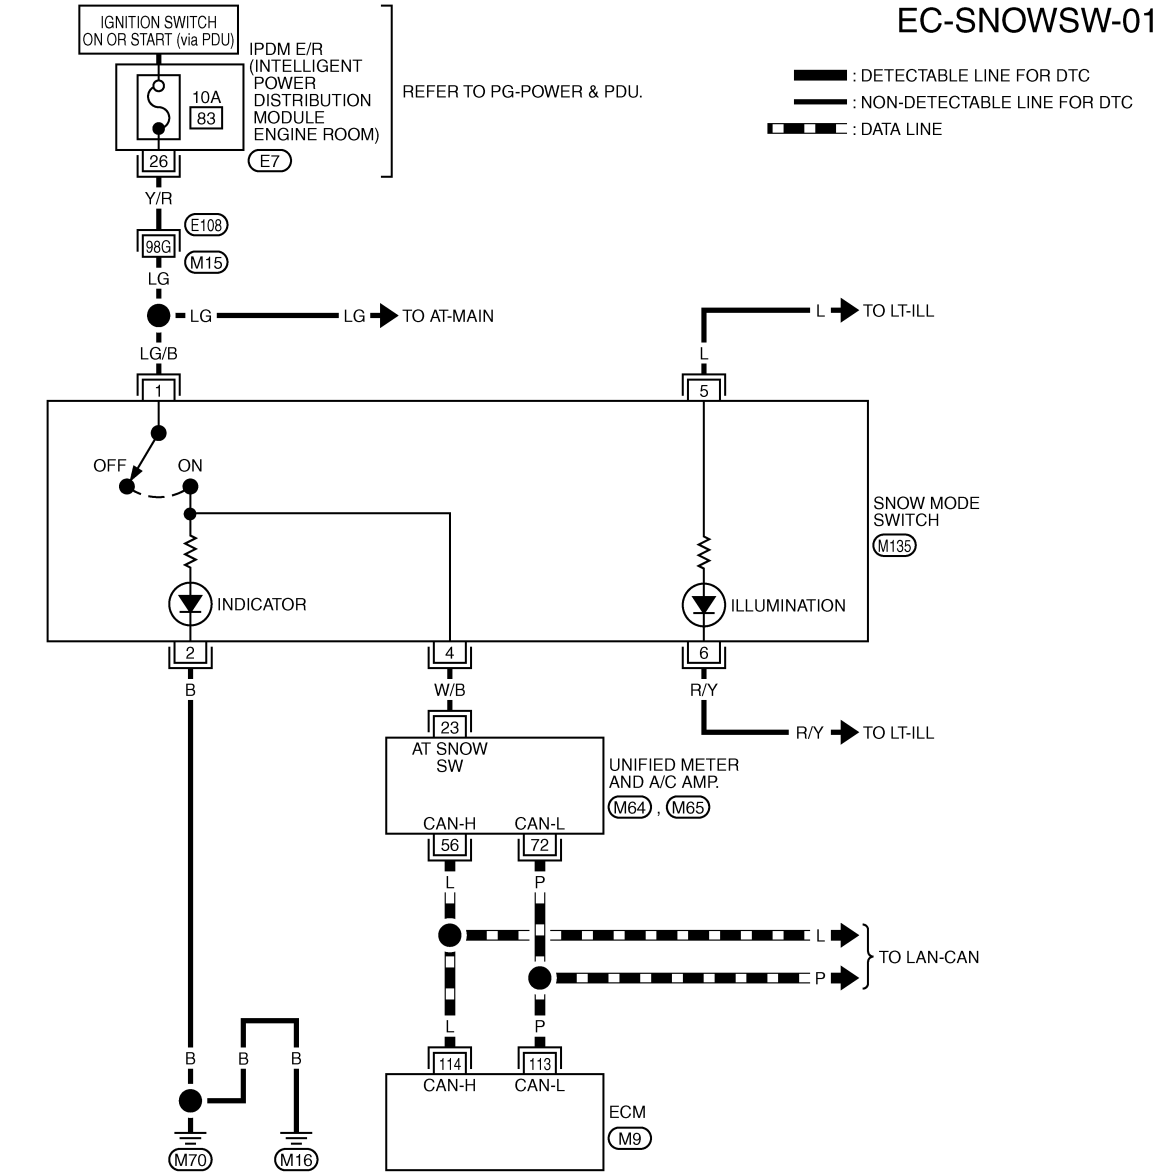 EC-SNOWSW-01
IGNITION SWITCH
ON OR START (via PDU)
IPDM E/R
(INTELLIGENT
POWER
DISTRIBUTION
MODULE
ENGINE ROOM)
E7
REFER TO PG-POWER & PDU.
: DETECTABLE LINE FOR DTC
: NON-DETECTABLE LINE FOR DTC
: DATA LINE
10A
83
26
Y/R
E108
98G
M15
LG
LG LG TO AT-MAIN
LG/B
1
L TO LT-ILL
L
5
OFF ON
SNOW MODE
SWITCH
M135
INDICATOR
ILLUMINATION
2 4 6
B W/B R/Y
R/Y TO LT-ILL
23
AT SNOW
SW
UNIFIED METER
AND A/C AMP.
M64 , M65
CAN-H CAN-L
56 72
L P
L
P
TO LAN-CAN
L P
B B B
114 113
CAN-H CAN-L
ECM
M9
M70 M16